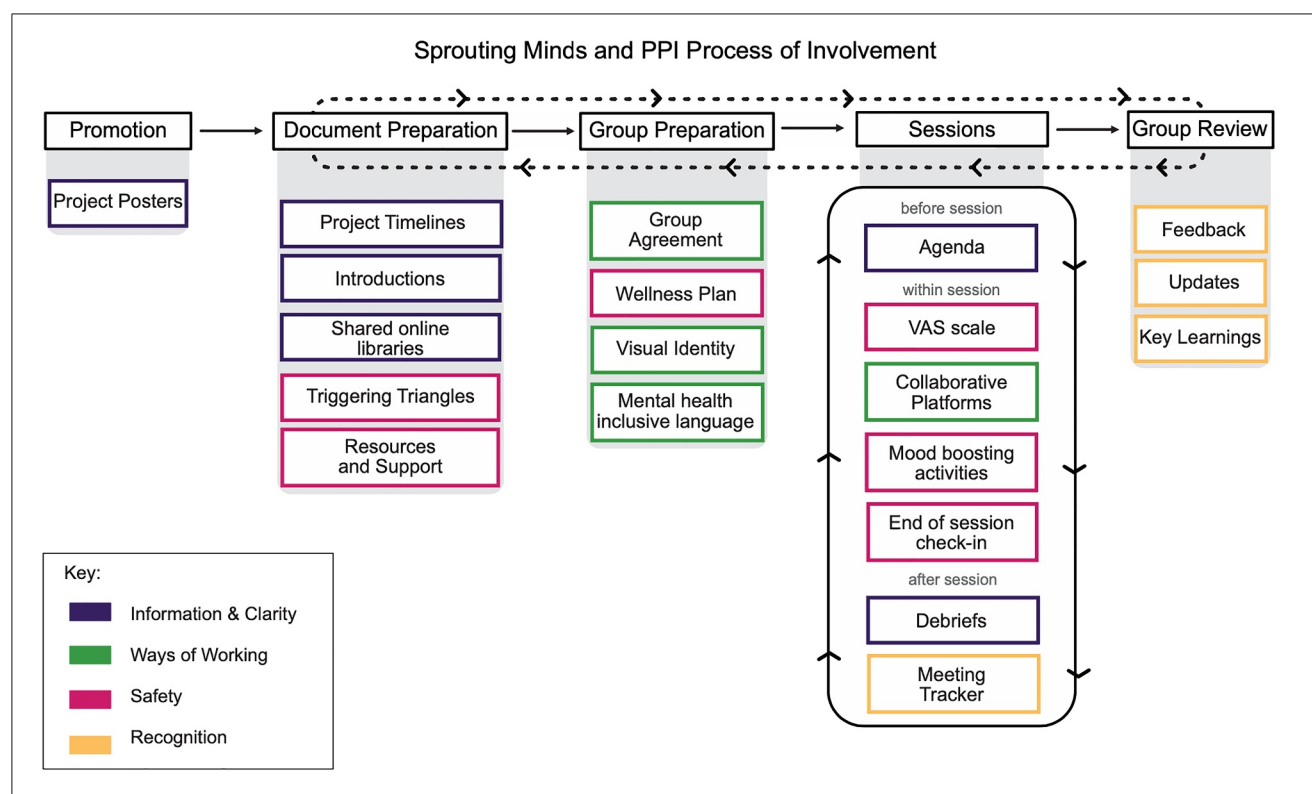 Sprouting Minds and PPI Process of Involvement
Promotion
Document Preparation
Group Preparation
Sessions
Group Review
Project Posters
Project Timelines
Introductions
Shared online
libraries
Triggering Triangles
Resources
and Support
Group
Agreement
Wellness Plan
Visual Identity
Mental health
inclusive language
before session
Agenda
within session
VAS scale
Collaborative
Platforms
Mood boosting
activities
End of session
check-in
after session
Debriefs
Meeting
Tracker
Feedback
Updates
Key Learnings
Key:
Information & Clarity
Ways of Working
Safety
Recognition